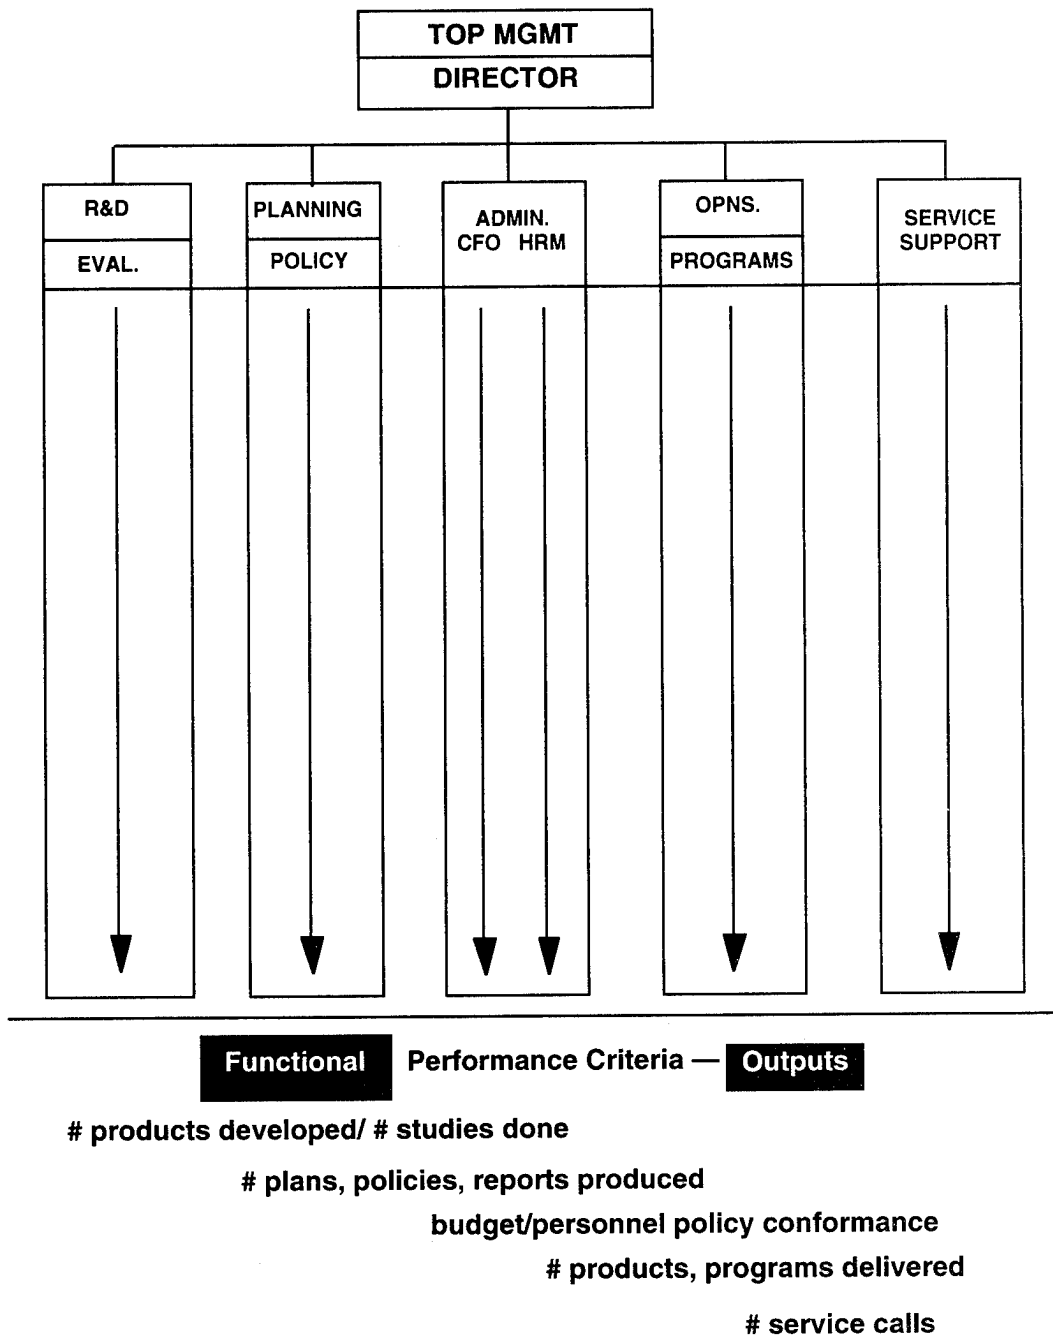 TOP MGMT
DIRECTOR
R&D
EVAL.
PLANNING
POLICY
ADMIN.
CFO HRM
OPNS.
PROGRAMS
SERVICE
SUPPORT
Functional Performance Criteria — Outputs
# products developed/ # studies done
# plans, policies, reports produced
budget/personnel policy conformance
# products, programs delivered
# service calls